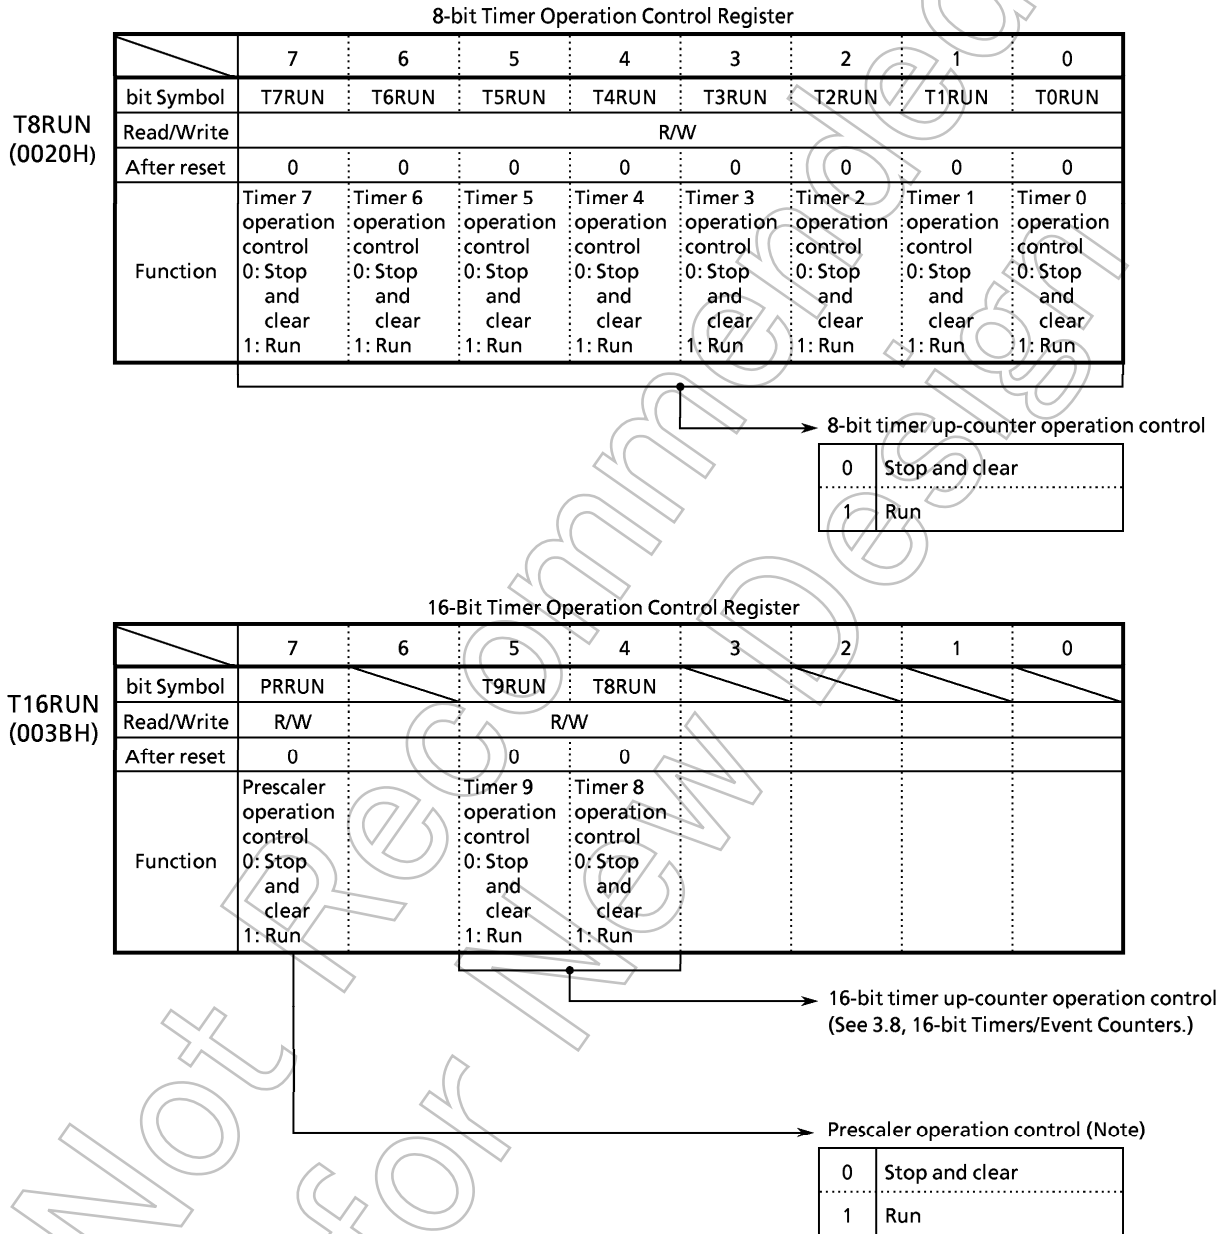 8-bit Timer Operation Control Register
7 6 5 4 3 2 1 0
T8RUN
(0020H)
bit Symbol T7RUN T6RUN T5RUN T4RUN T3RUN T2RUN T1RUN T0RUN
Read/Write R/W
After reset 0 0 0 0 0 0 0 0
Function
Timer 7 Timer 6 Timer 5 Timer 4 Timer 3 Timer 2 Timer 1 Timer 0
operation operation operation operation operation operation operation operation
control control control control control control control control
0: Stop 0: Stop 0: Stop 0: Stop 0: Stop 0: Stop 0: Stop 0: Stop
and and and and and and and and
clear clear clear clear clear clear clear clear
1: Run 1: Run 1: Run 1: Run 1: Run 1: Run 1: Run 1: Run
8-bit timer up-counter operation control
0 Stop and clear
1 Run
16-Bit Timer Operation Control Register
7 6 5 4 3 2 1 0
T16RUN
(003BH)
bit Symbol PRRUN T9RUN T8RUN
Read/Write R/W R/W
After reset 0 0 0
Function
Prescaler Timer 9 Timer 8
operation operation operation
control control control
0: Stop 0: Stop 0: Stop
and and and
clear clear clear
1: Run 1: Run 1: Run
16-bit timer up-counter operation control
(See 3.8, 16-bit Timers/Event Counters.)
Prescaler operation control (Note)
0 Stop and clear
1 Run
Not Recommended
for New Design